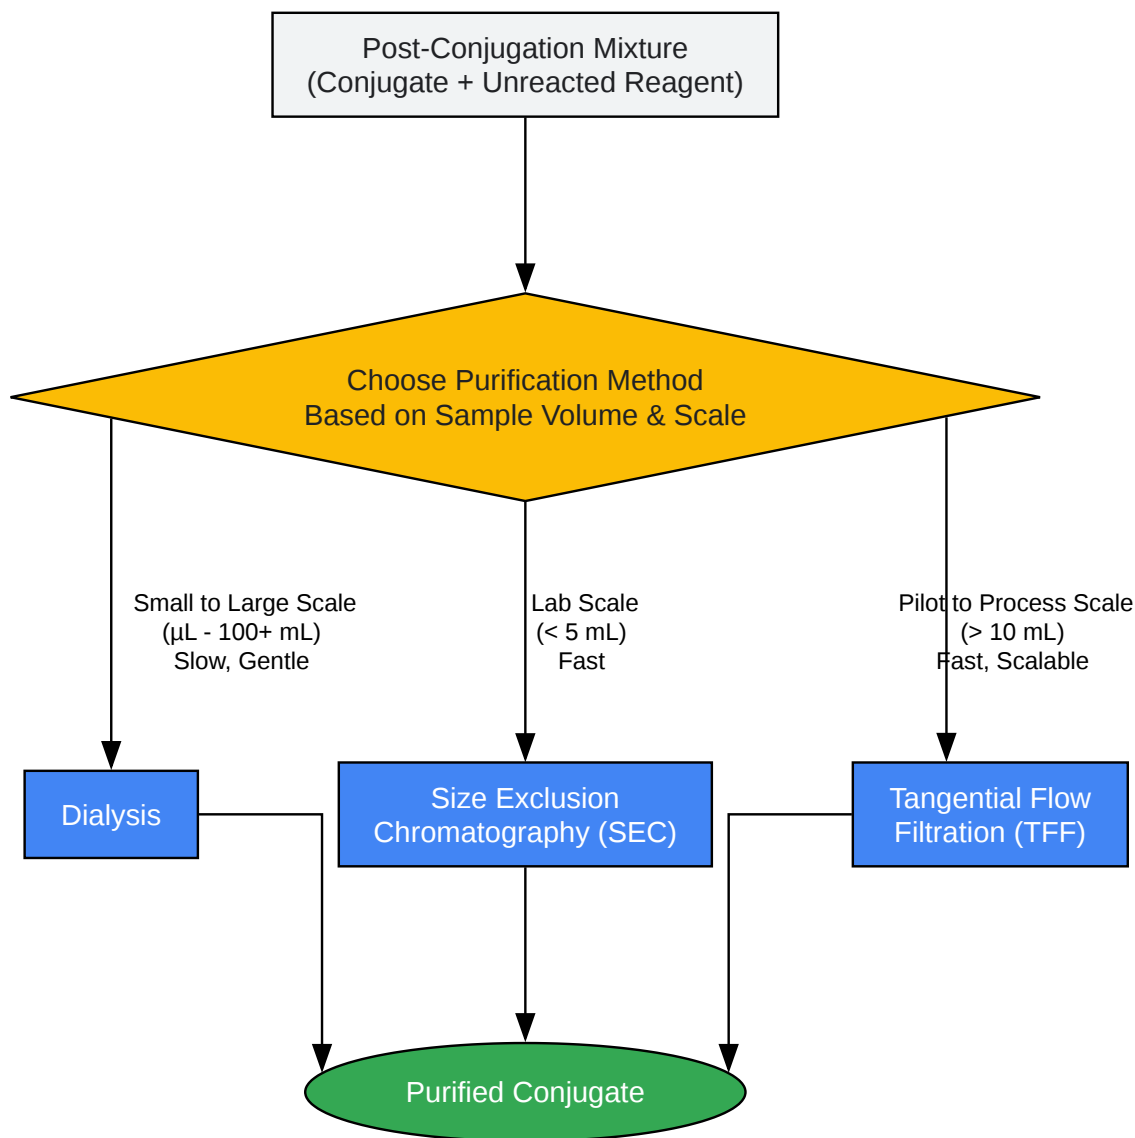 Post-Conjugation Mixture
(Conjugate + Unreacted Reagent)
Choose Purification Method
Based on Sample Volume & Scale
Small to Large Scale
(µL - 100+ mL)
Slow, Gentle
Lab Scale
(< 5 mL)
Fast
Pilot to Process Scale
(> 10 mL)
Fast, Scalable
Dialysis
Size Exclusion
Chromatography (SEC)
Tangential Flow
Filtration (TFF)
Purified Conjugate